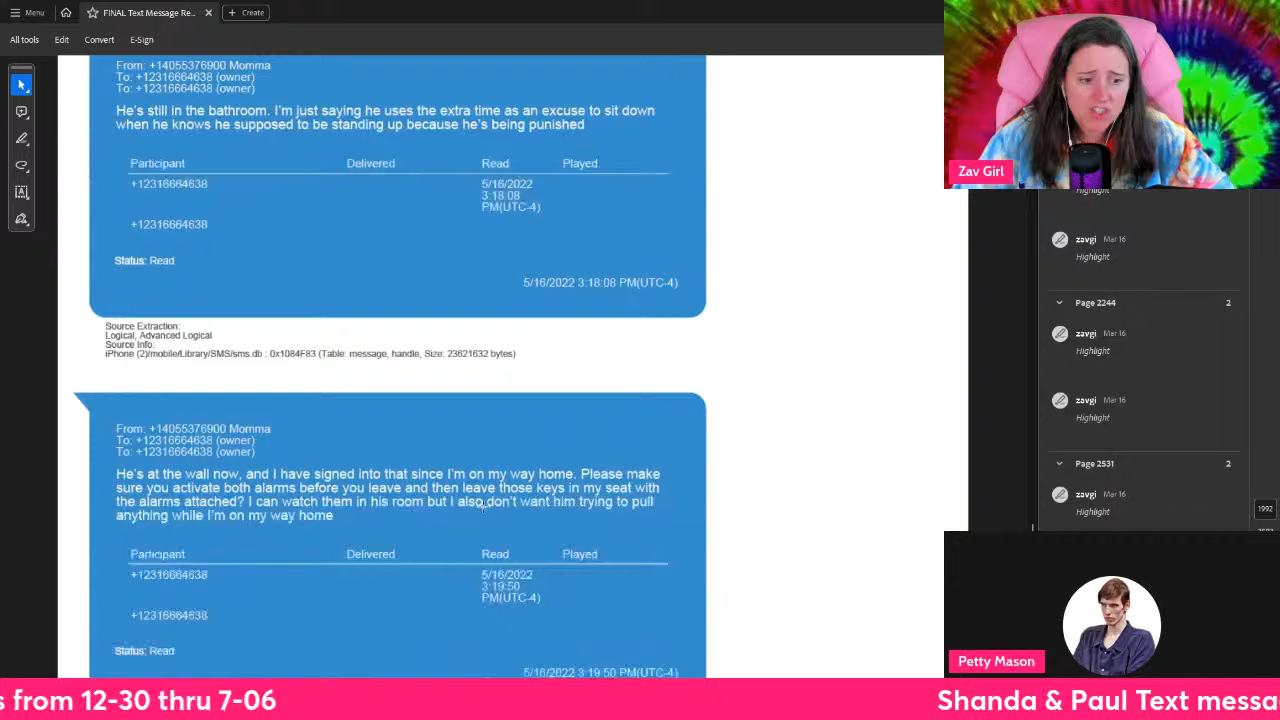 Menu
FINAL Text Message Re...
Create
All tools
Edit
Convert
E-Sign
From: +14055376900 Momma
To: +12316664638 (owner)
To: +12316664638 (owner)
He's still in the bathroom. I'm just saying he uses the extra time as an excuse to sit down
when he knows he supposed to be standing up because he's being punished
Participant Delivered Read Played
+12316664638 5/16/2022
3:18:08
PM(UTC-4)
+12316664638
Status: Read
5/16/2022 3:18:08 PM(UTC-4)
Source Extraction:
Logical, Advanced Logical
Source Info:
iPhone (2)/mobile/Library/SMS/sms.db : 0x1084F83 (Table: message, handle, Size: 23621632 bytes)
From: +14055376900 Momma
To: +12316664638 (owner)
To: +12316664638 (owner)
He's at the wall now, and I have signed into that since I'm on my way home. Please make
sure you activate both alarms before you leave and then leave those keys in my seat with
the alarms attached? I can watch them in his room but I also don't want him trying to pull
anything while I'm on my way home
Participant Delivered Read Played
+12316664638 5/16/2022
3:19:50
PM(UTC-4)
+12316664638
Status: Read
5/16/2022 3:19:50 PM(UTC-4)
Zav Girl
Highlight
zavgi Mar 16
Highlight
Page 2244 2
zavgi Mar 16
Highlight
zavgi Mar 16
Highlight
Page 2531 2
zavgi Mar 16
Highlight
1992
Petty Mason
s from 12-30 thru 7-06
Shanda & Paul Text messa